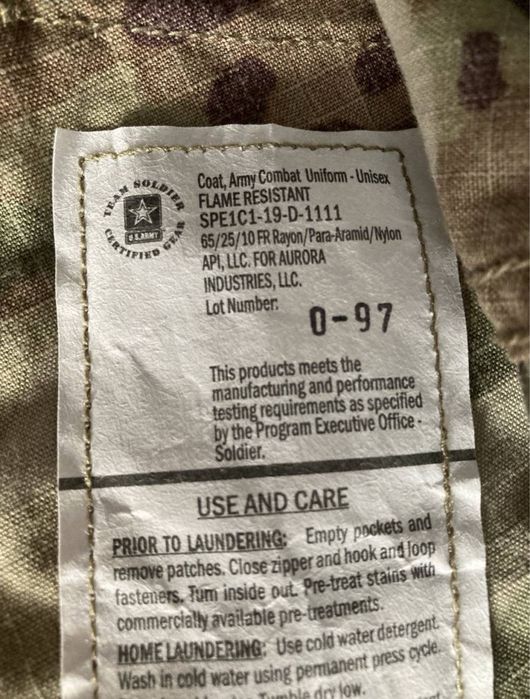 TEAM SOLDIER
U.S.ARMY
CERTIFIED GEAR
Coat, Army Combat Uniform - Unisex
FLAME RESISTANT
SPE1C1-19-D-1111
65/25/10 FR Rayon/Para-Aramid/Nylon
API, LLC. FOR AURORA
INDUSTRIES, LLC.
Lot Number: 0-97
This products meets the
manufacturing and performance
testing requirements as specified
by the Program Executive Office -
Soldier.
USE AND CARE
PRIOR TO LAUNDERING: Empty pockets and
remove patches. Close zipper and hook and loop
fasteners. Turn inside out. Pre-treat stains with
commercially available pre-treatments.
HOME LAUNDERING: Use cold water detergent.
Wash in cold water using permanent press cycle.
Tumble dry low.